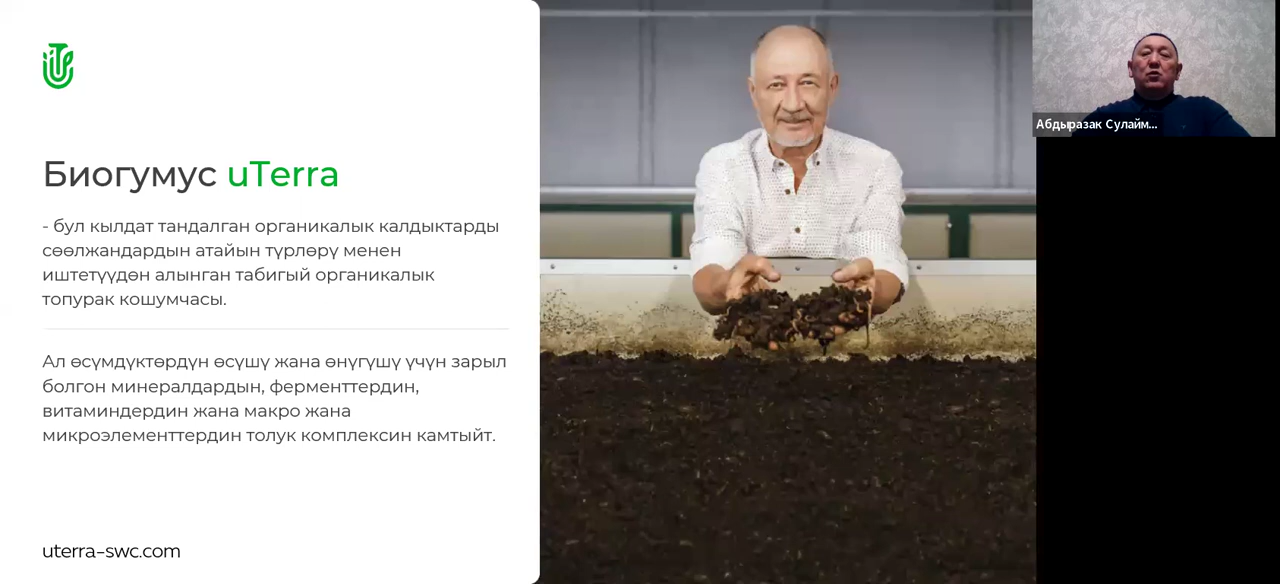 Биогумус uTerra
- бул кылдат тандалган органикалык калдыктарды
сөөлжандардын атайын түрлөрү менен
иштетүүдөн алынган табигый органикалык
топурак кошумчасы.
Ал өсүмдүктөрдүн өсүшү жана өнүгүшү үчүн зарыл
болгон минералдардын, ферменттердин,
витаминдердин жана макро жана
микроэлементтердин толук комплексин камтыйт.
uterra-swc.com
Абдыразак Сулайм...